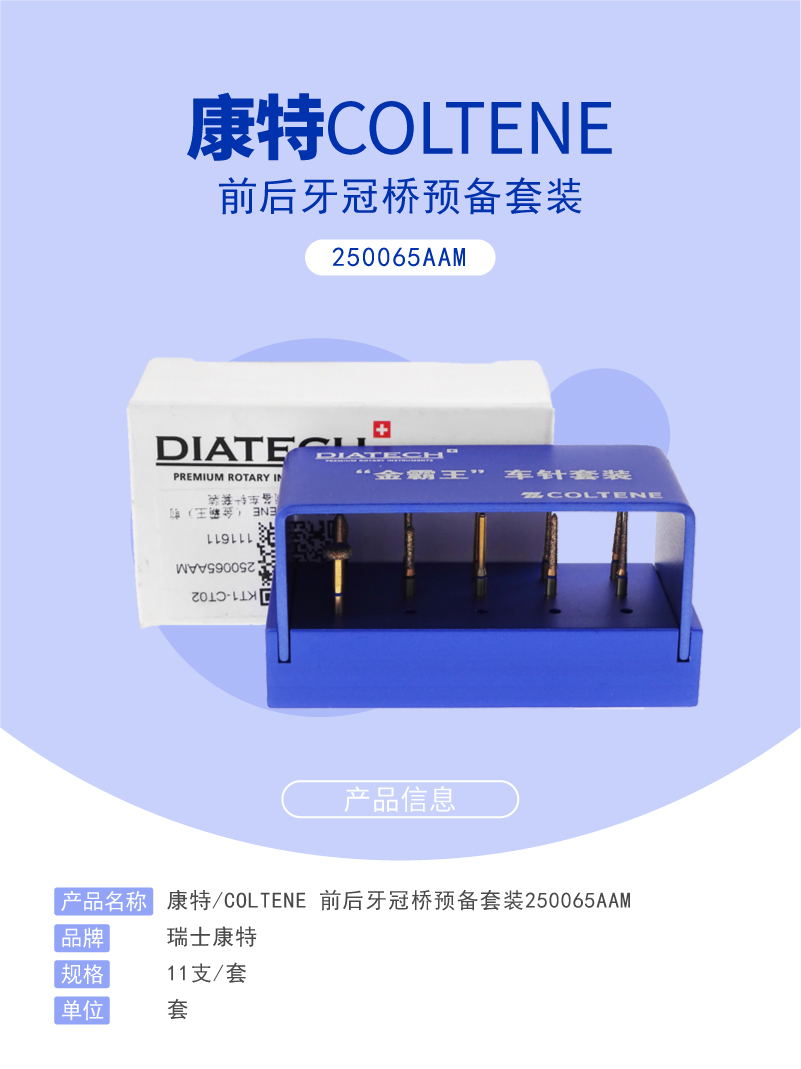 康特COLTENE
前后牙冠桥预备套装
250065AAM
DIATECH
PREMIUM ROTARY IN
DIATECH
PREMIUM ROTARY INSTRUMENTS
“金霸王” 车针套装
COLTENE
111611
250065AAM
KT1-CT02
产品信息
产品名称 康特/COLTENE 前后牙冠桥预备套装250065AAM
品牌 瑞士康特
规格 11支/套
单位 套